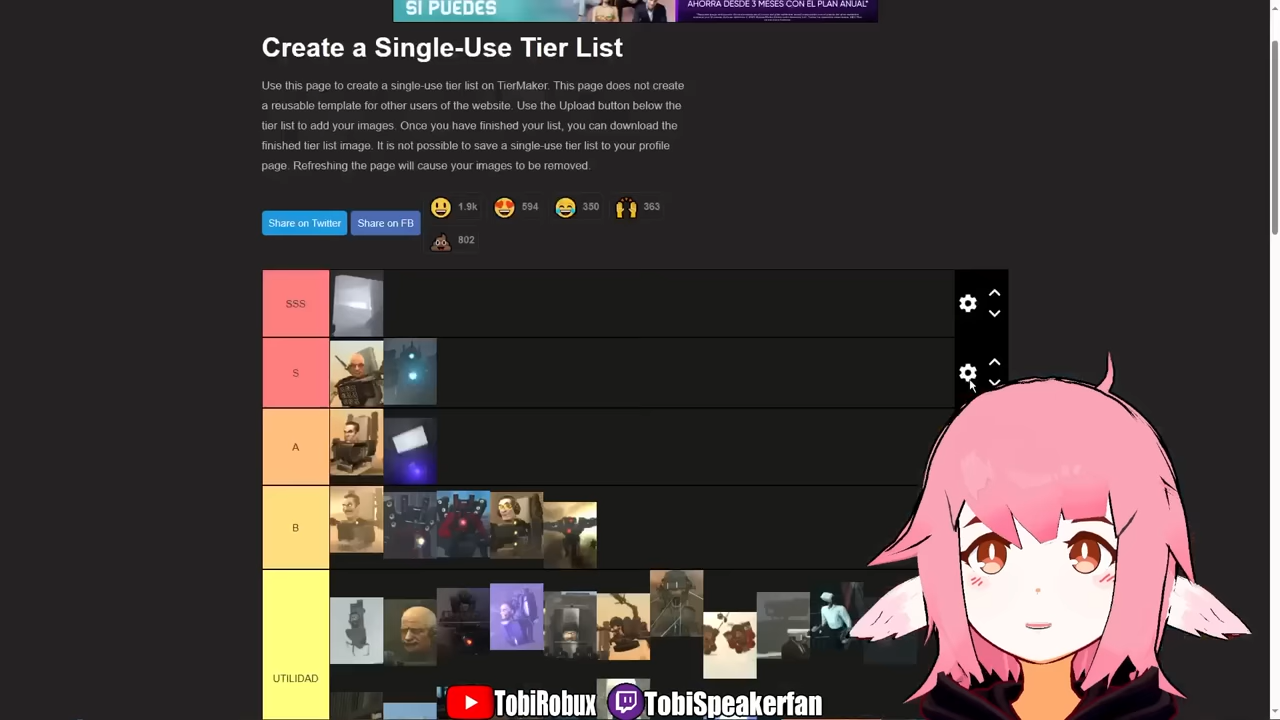 SI PUEDES
AHORRA DESDE 3 MESES CON EL PLAN ANUAL*
Create a Single-Use Tier List
Use this page to create a single-use tier list on TierMaker. This page does not create
a reusable template for other users of the website. Use the Upload button below the
tier list to add your images. Once you have finished your list, you can download the
finished tier list image. It is not possible to save a single-use tier list to your profile
page. Refreshing the page will cause your images to be removed.
Share on Twitter
Share on FB
1.9k
594
350
363
802
SSS
S
A
B
UTILIDAD
TobiRobux
TobiSpeakerfan